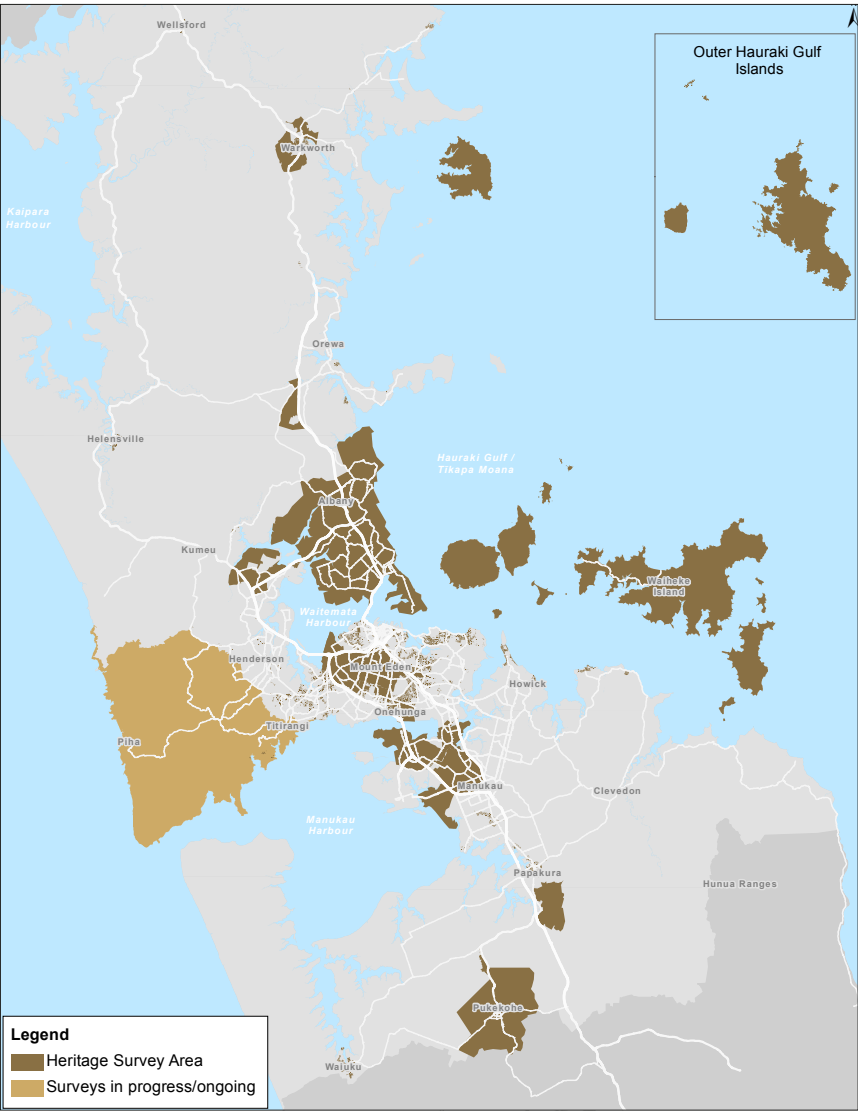 Wellsford
Outer Hauraki Gulf
Islands
Warkworth
Kaipara
Harbour
Orewa
Helensville
Hauraki Gulf /
Tīkapa Moana
Albany
Kumeu
Waiheke
Island
Waitemata
Harbour
Henderson
Mount Eden
Howick
Onehunga
Titirangi
Piha
Manukau
Clevedon
Manukau
Harbour
Papakura
Hunua Ranges
Pukekohe
Waiuku
Legend
Heritage Survey Area
Surveys in progress/ongoing